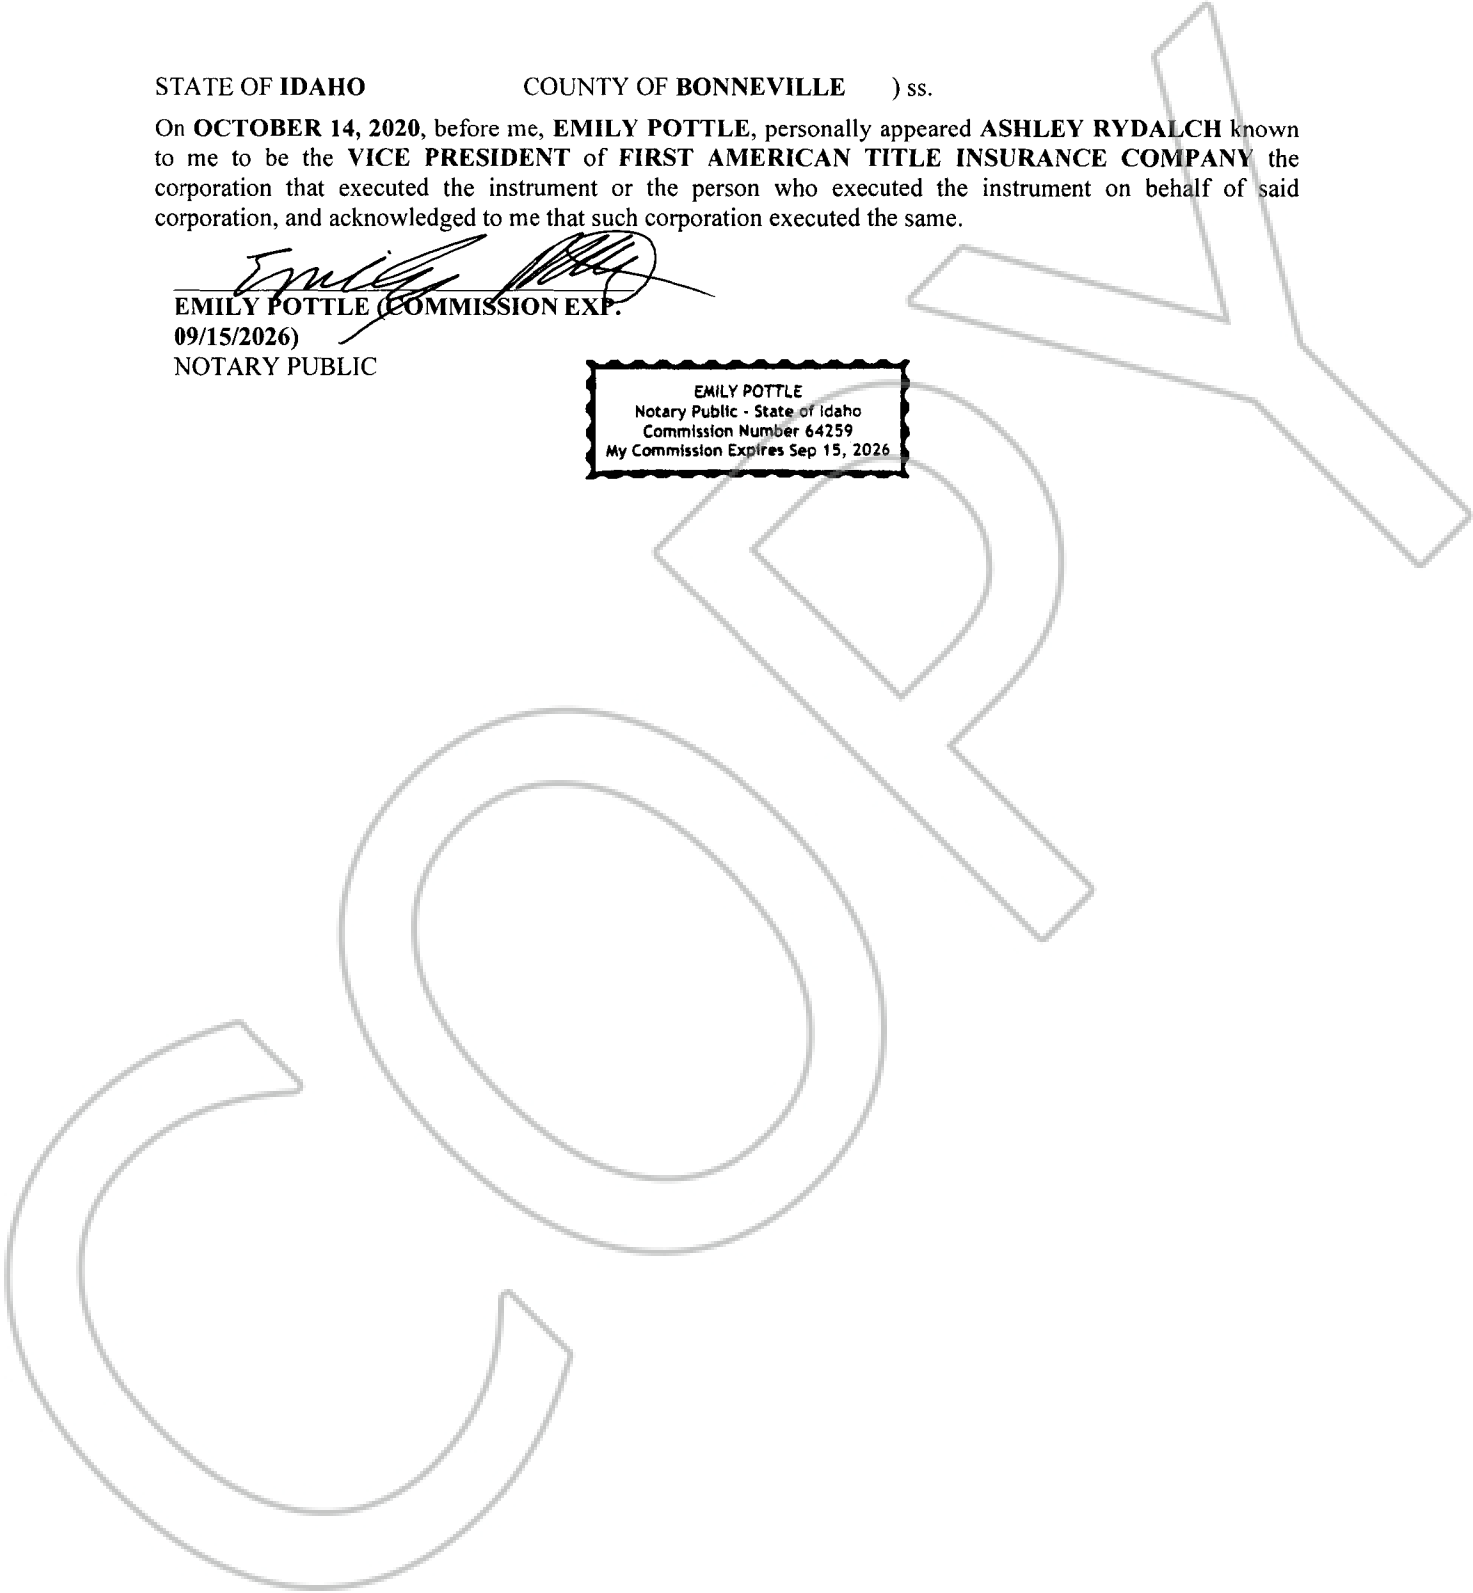 STATE OF IDAHO COUNTY OF BONNEVILLE ) ss.
On OCTOBER 14, 2020, before me, EMILY POTTLE, personally appeared ASHLEY RYDALCH known
to me to be the VICE PRESIDENT of FIRST AMERICAN TITLE INSURANCE COMPANY the
corporation that executed the instrument or the person who executed the instrument on behalf of said
corporation, and acknowledged to me that such corporation executed the same.
Emily Pottle
EMILY POTTLE (COMMISSION EXP.
09/15/2026)
NOTARY PUBLIC
EMILY POTTLE
Notary Public - State of Idaho
Commission Number 64259
My Commission Expires Sep 15, 2026
COPY